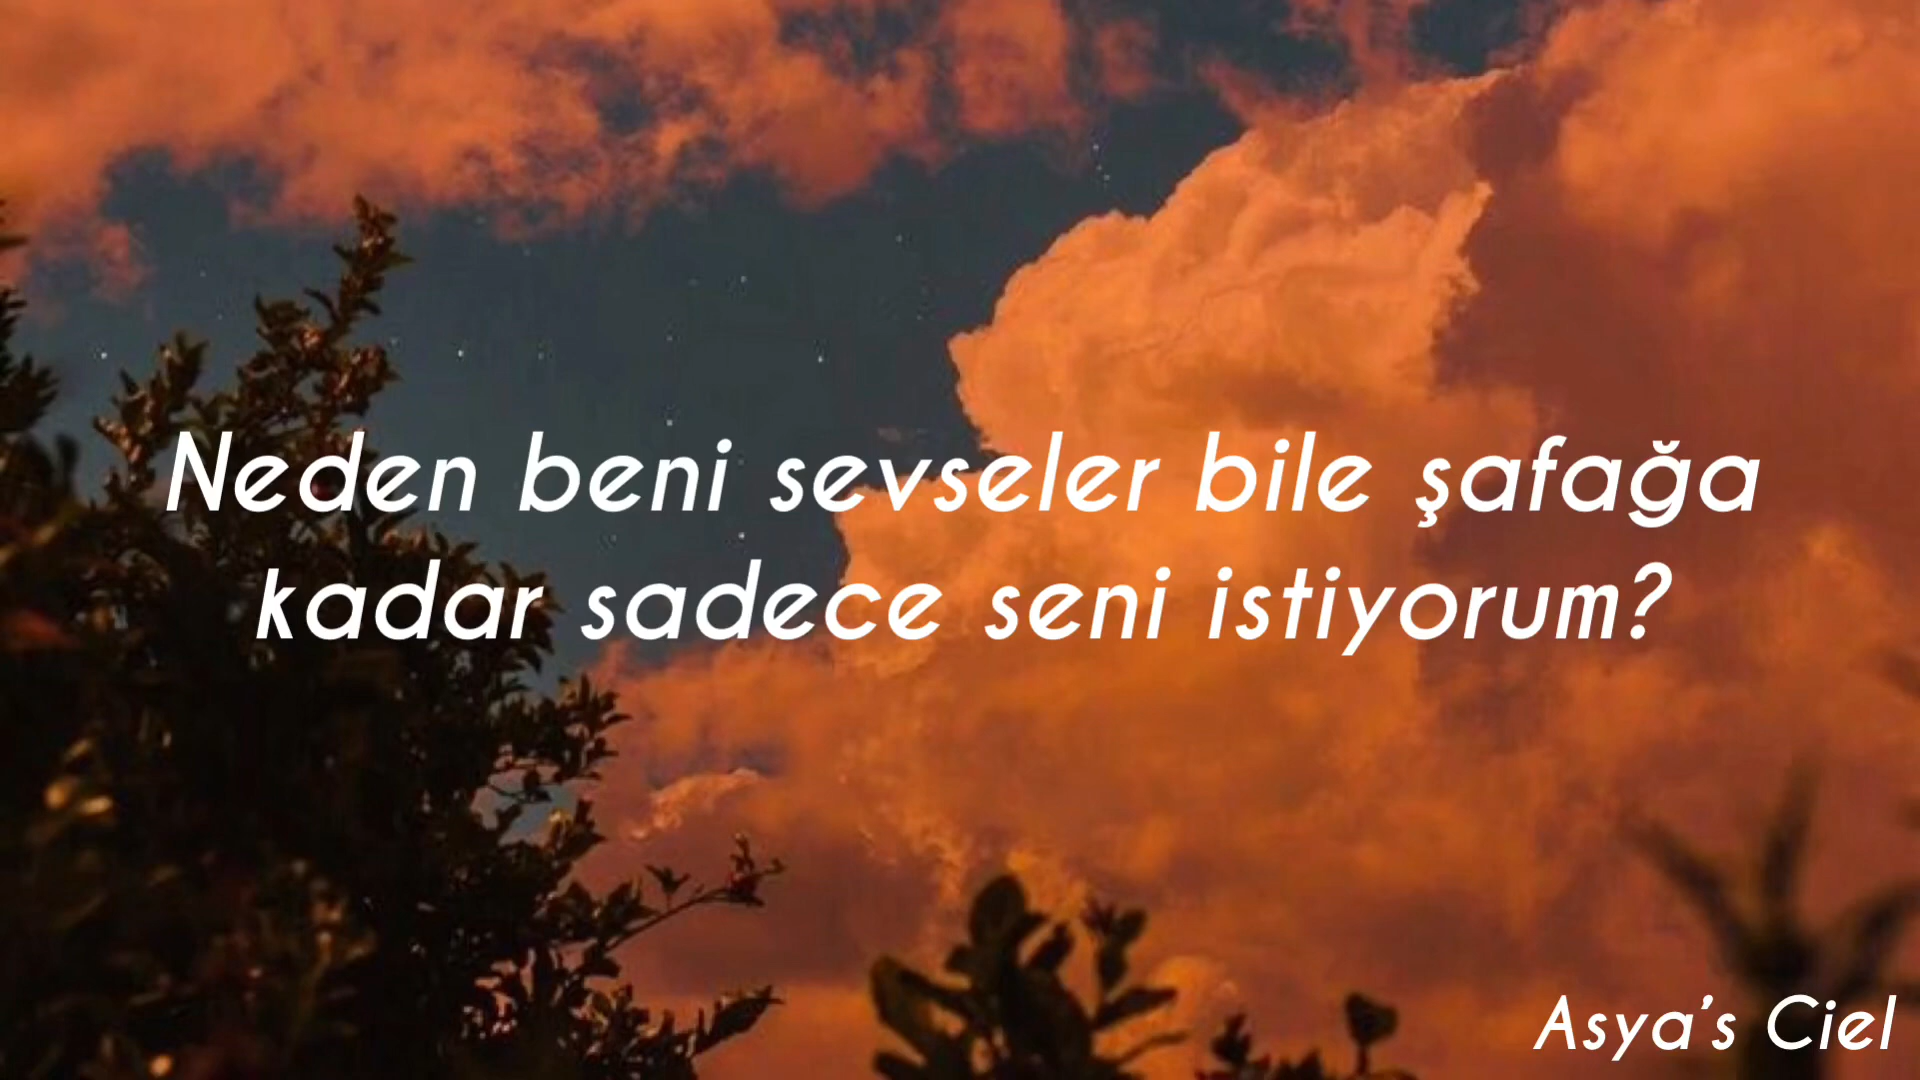 Neden beni sevseler bile şafağa
kadar sadece seni istiyorum?
Asya's Ciel